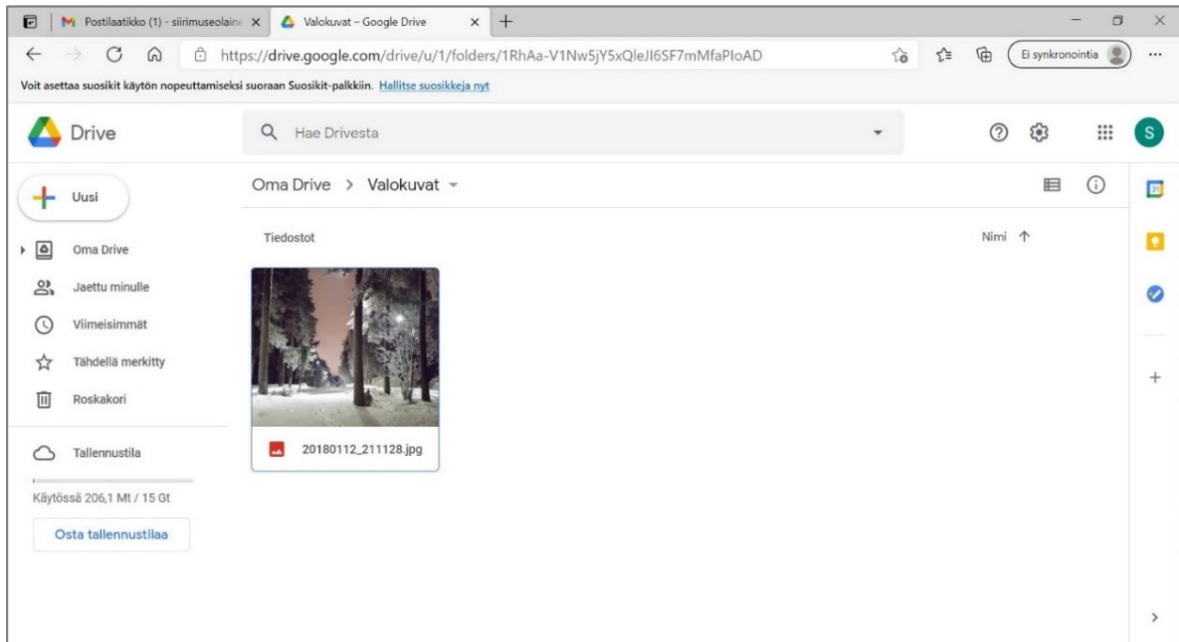 Postilaatikko (1) - siirimuseolaine
Valokuvat – Google Drive
https://drive.google.com/drive/u/1/folders/1RhAa-V1Nw5jY5xQleJI6SF7mMfaPIoAD
Ei synkronointia
Voit asettaa suosikit käytön nopeuttamiseksi suoraan Suosikit-palkkiin. Hallitse suosikkeja nyt
Drive
Hae Drivesta
S
Uusi
Oma Drive > Valokuvat
31
Tiedostot
Nimi
Oma Drive
Jaettu minulle
Viimeisimmät
Tähdellä merkitty
Roskakori
20180112_211128.jpg
Tallennustila
Käytössä 206,1 Mt / 15 Gt
Osta tallennustilaa